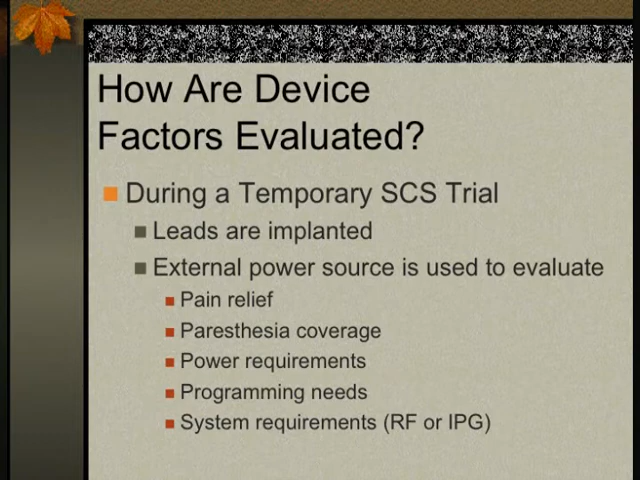 How Are Device
Factors Evaluated?
During a Temporary SCS Trial
Leads are implanted
External power source is used to evaluate
Pain relief
Paresthesia coverage
Power requirements
Programming needs
System requirements (RF or IPG)